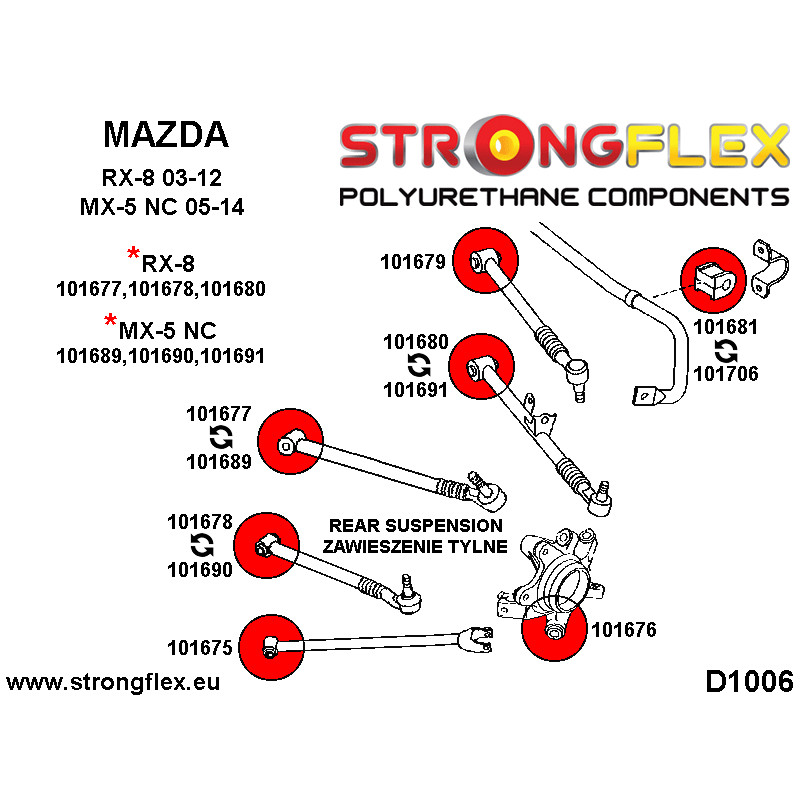 MAZDA
RX-8 03-12
MX-5 NC 05-14
*RX-8
101677,101678,101680
*MX-5 NC
101689,101690,101691
STRONGFLEX
POLYURETHANE COMPONENTS
101679
101680
101691
101681
101706
101677
101689
101678
101690
REAR SUSPENSION
ZAWIESZENIE TYLNE
101675
101676
www.strongflex.eu
D1006